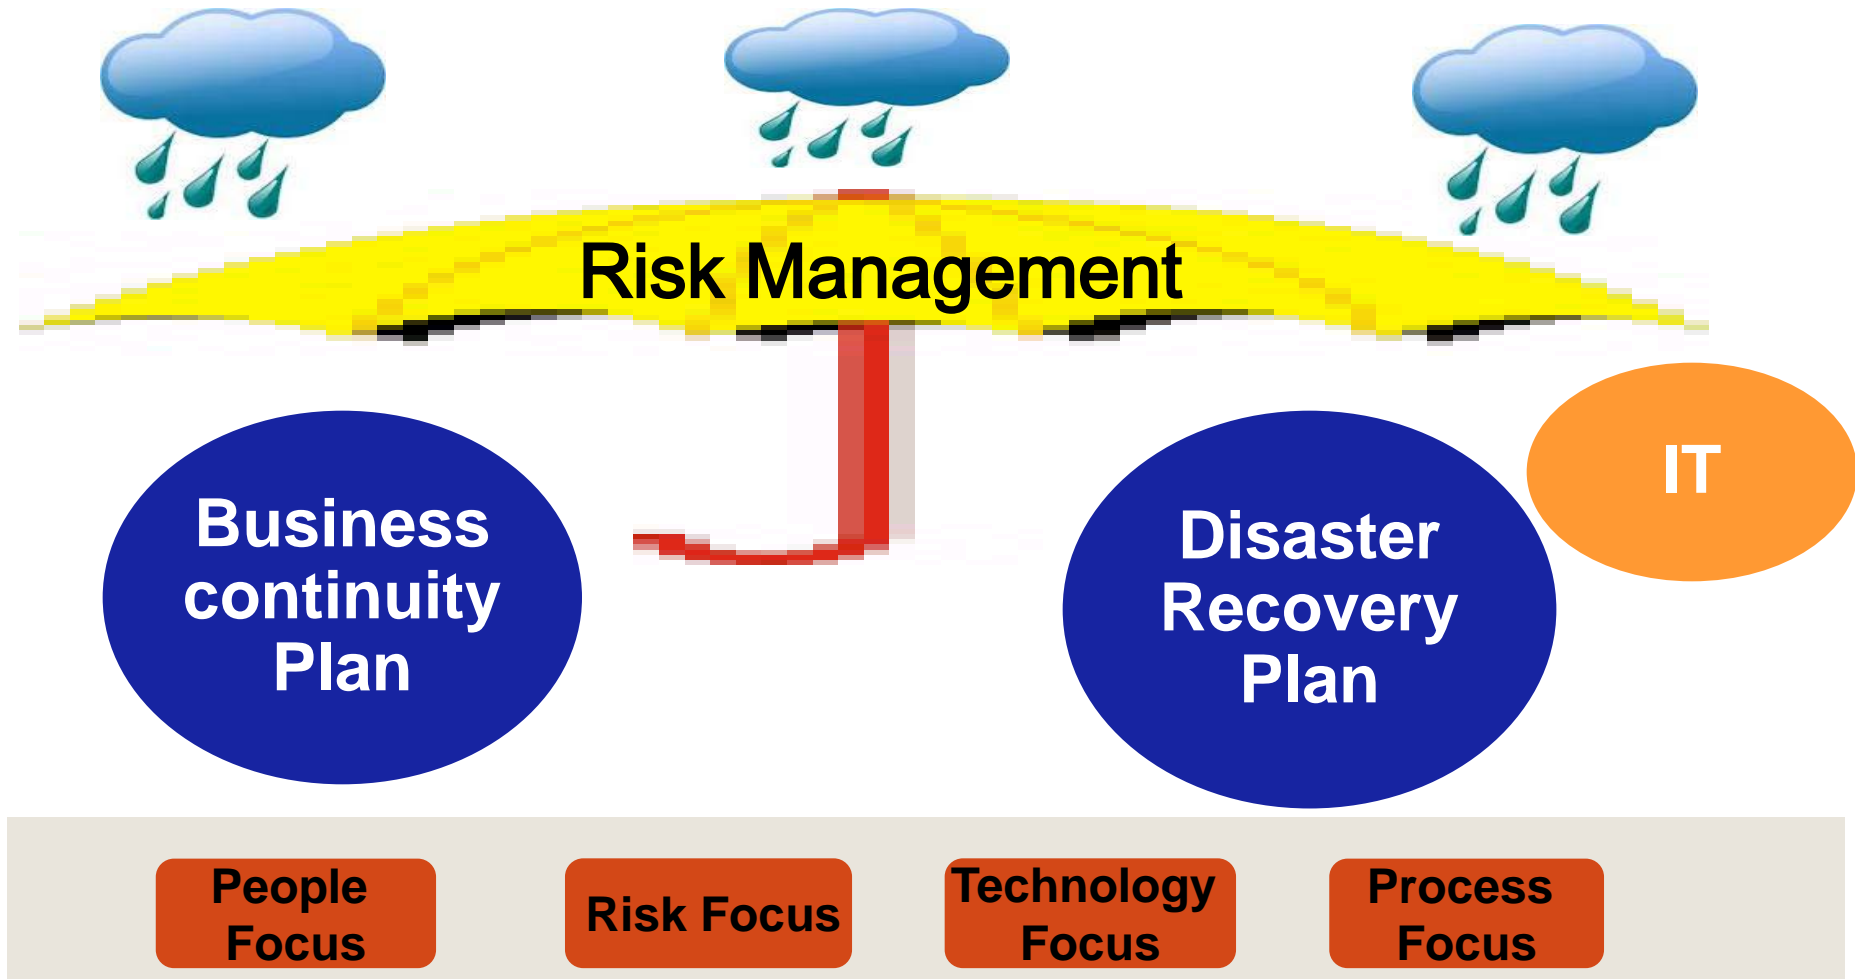 Risk Management
Business
continuity
Plan
Disaster
Recovery
Plan
IT
People
Focus
Risk Focus
Technology
Focus
Process
Focus